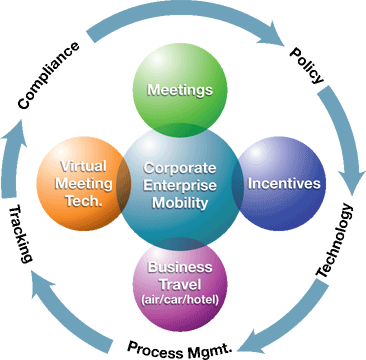 Compliance
Policy
Technology
Process Mgmt.
Tracking
Meetings
Virtual
Meeting
Tech.
Corporate
Enterprise
Mobility
Incentives
Business
Travel
(air/car/hotel)